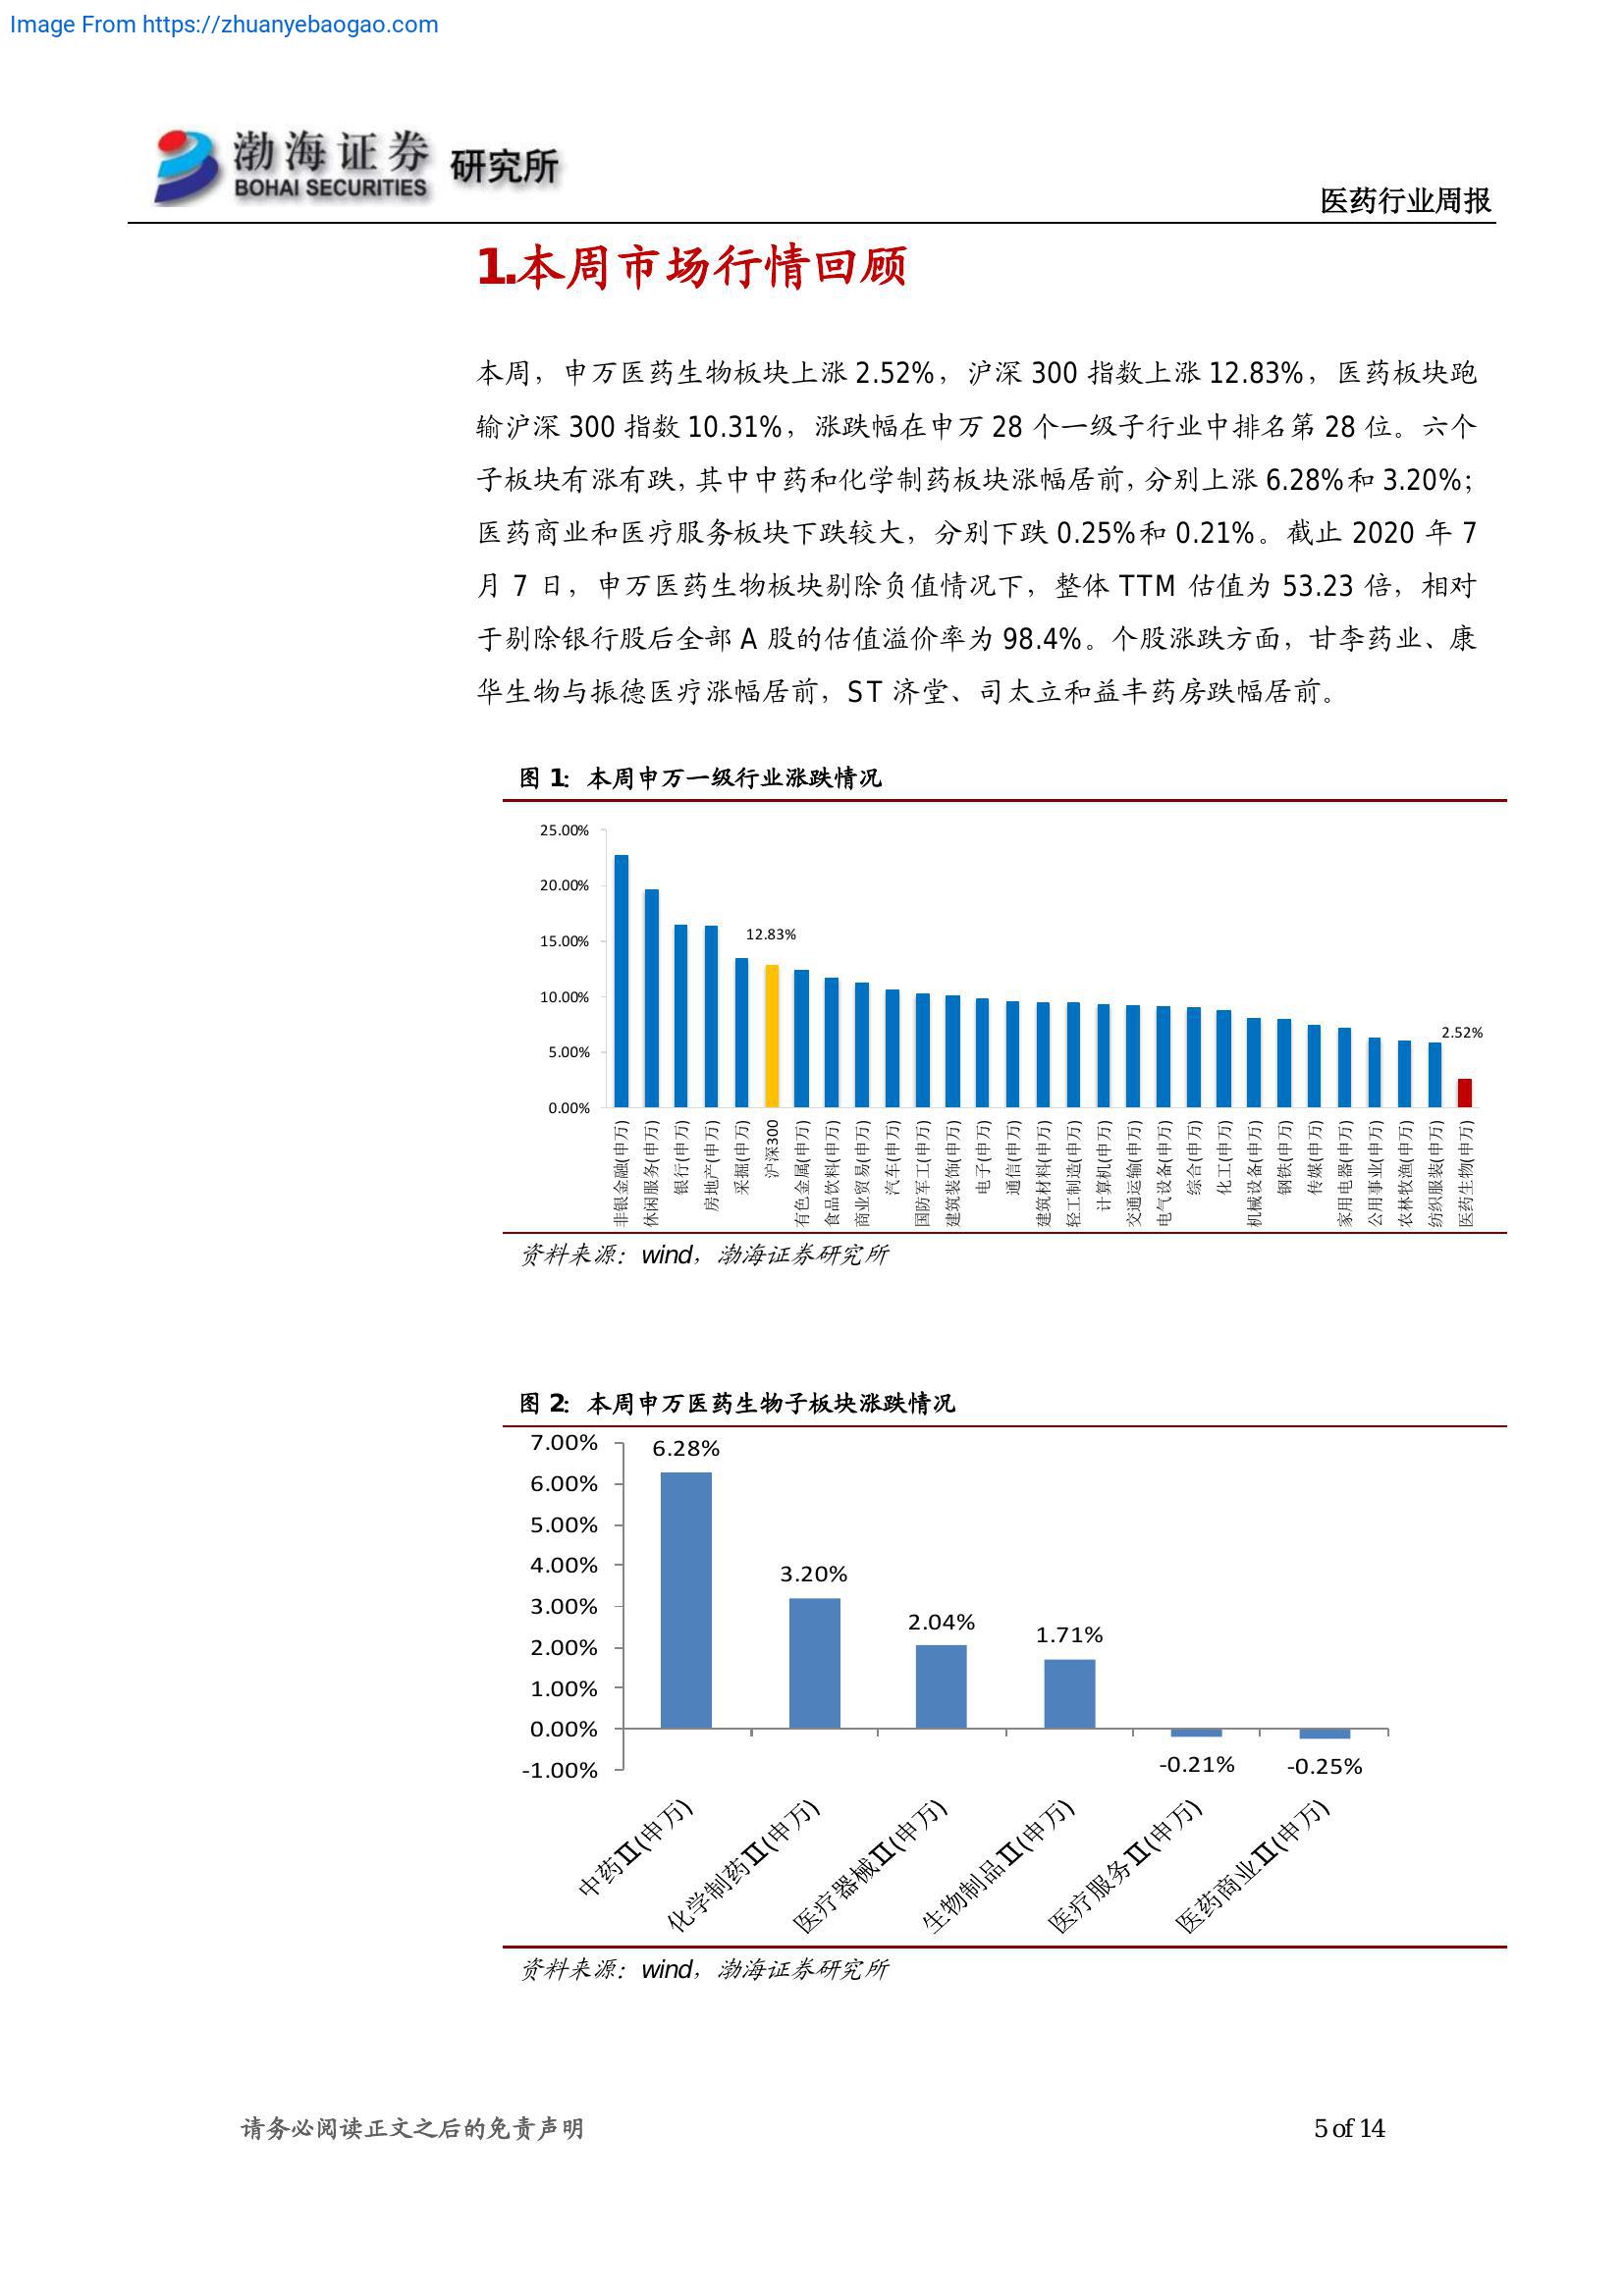 Image From https://zhuanyebaogao.com
渤海证券 研究所
BOHAI SECURITIES
医药行业周报
1.本周市场行情回顾
本周，申万医药生物板块上涨 2.52%，沪深 300 指数上涨 12.83%，医药板块跑
输沪深 300 指数 10.31%，涨跌幅在申万 28 个一级子行业中排名第 28 位。六个
子板块有涨有跌，其中中药和化学制药板块涨幅居前，分别上涨 6.28%和 3.20%；
医药商业和医疗服务板块下跌较大，分别下跌 0.25%和 0.21%。截止 2020 年 7
月 7 日，申万医药生物板块剔除负值情况下，整体 TTM 估值为 53.23 倍，相对
于剔除银行股后全部 A 股的估值溢价率为 98.4%。个股涨跌方面，甘李药业、康
华生物与振德医疗涨幅居前，ST 济堂、司太立和益丰药房跌幅居前。
图 1：本周申万一级行业涨跌情况
25.00%
20.00%
15.00%
10.00%
5.00%
0.00%
12.83%
2.52%
非银金融(申万)
休闲服务(申万)
银行(申万)
房地产(申万)
采掘(申万)
沪深300
有色金属(申万)
食品饮料(申万)
商业贸易(申万)
汽车(申万)
国防军工(申万)
建筑装饰(申万)
电子(申万)
通信(申万)
建筑材料(申万)
轻工制造(申万)
计算机(申万)
交通运输(申万)
电气设备(申万)
综合(申万)
化工(申万)
机械设备(申万)
钢铁(申万)
传媒(申万)
家用电器(申万)
公用事业(申万)
农林牧渔(申万)
纺织服装(申万)
医药生物(申万)
资料来源：wind，渤海证券研究所
图 2：本周申万医药生物子板块涨跌情况
7.00%
6.00%
5.00%
4.00%
3.00%
2.00%
1.00%
0.00%
-1.00%
6.28%
3.20%
2.04%
1.71%
-0.21%
-0.25%
中药Ⅱ(申万)
化学制药Ⅱ(申万)
医疗器械Ⅱ(申万)
生物制品Ⅱ(申万)
医疗服务Ⅱ(申万)
医药商业Ⅱ(申万)
资料来源：wind，渤海证券研究所
请务必阅读正文之后的免责声明
5 of 14